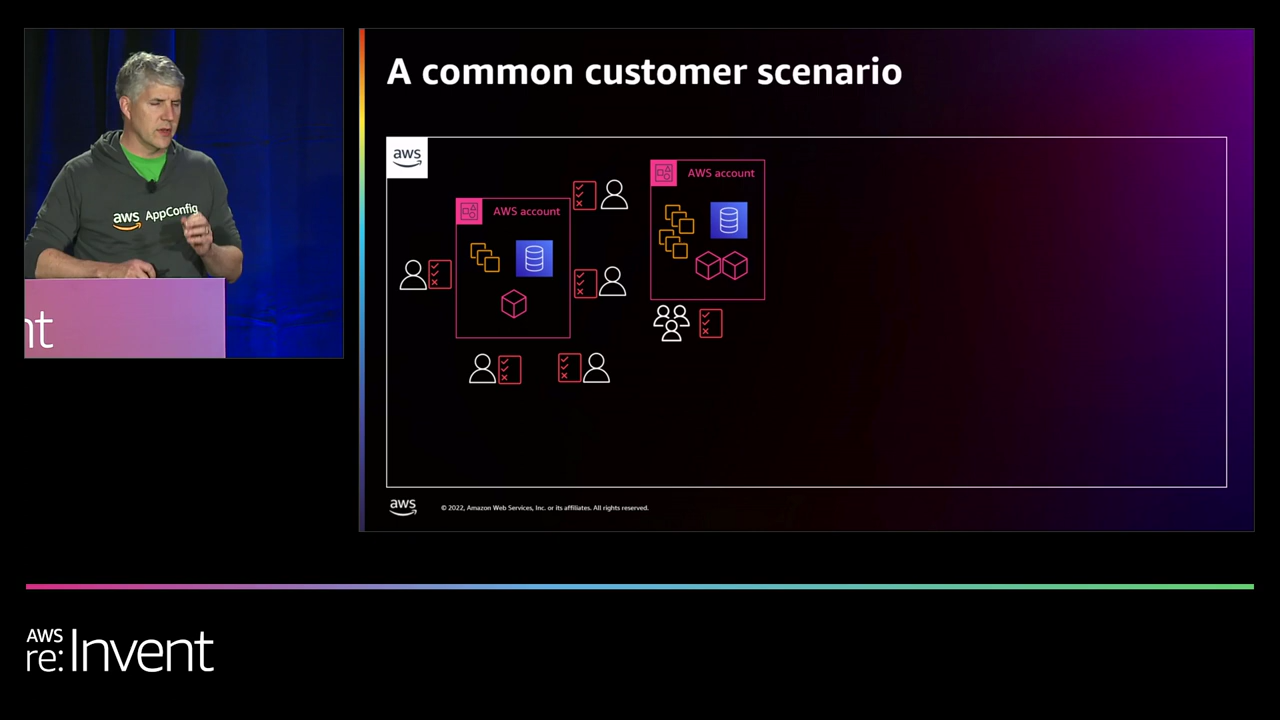 A common customer scenario
aws
AWS account
AWS account
aws AppConfig
nt
aws
© 2022, Amazon Web Services, Inc. or its affiliates. All rights reserved.
AWS
re:Invent